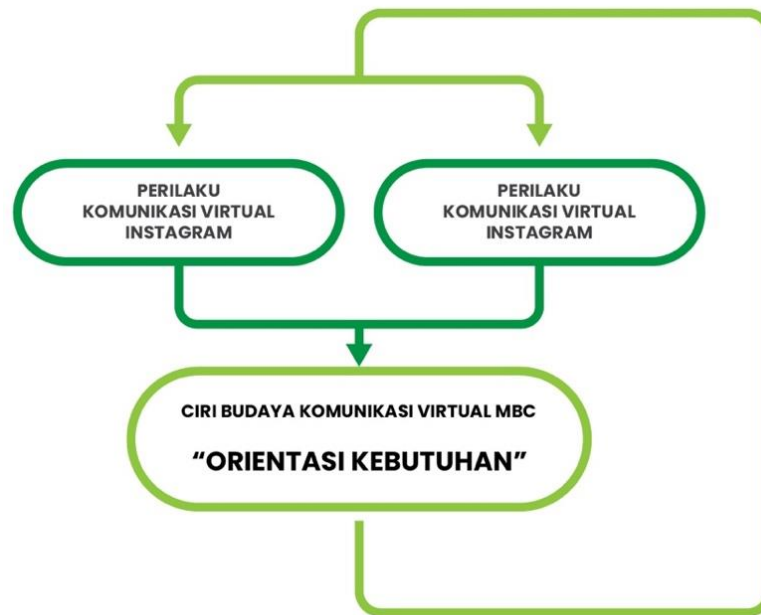 PERILAKU
KOMUNIKASI VIRTUAL
INSTAGRAM
PERILAKU
KOMUNIKASI VIRTUAL
INSTAGRAM
CIRI BUDAYA KOMUNIKASI VIRTUAL MBC
“ORIENTASI KEBUTUHAN”